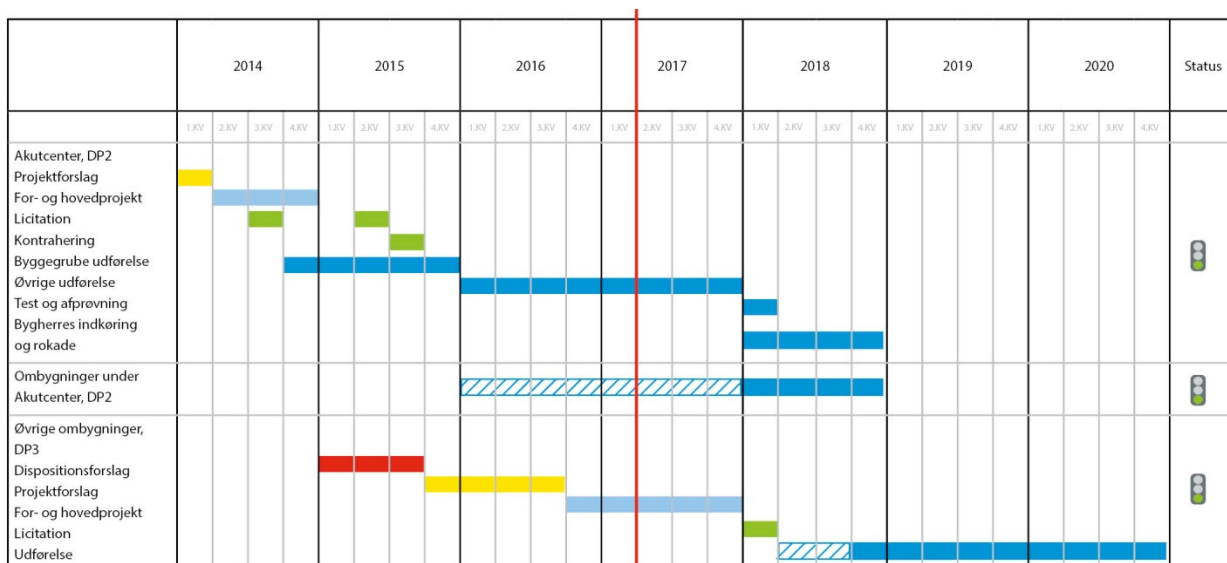 2014 2015 2016 2017 2018 2019 2020 Status
1.KV 2.KV 3.KV 4.KV 1.KV 2.KV 3.KV 4.KV 1.KV 2.KV 3.KV 4.KV 1.KV 2.KV 3.KV 4.KV 1.KV 2.KV 3.KV 4.KV 1.KV 2.KV 3.KV 4.KV 1.KV 2.KV 3.KV 4.KV
Akutcenter, DP2
Projektforslag
For- og hovedprojekt
Licitation
Kontrahering
Byggegrube udførelse
Øvrige udførelse
Test og afprøvning
Bygherres indkøring
og rokade
Ombygninger under
Akutcenter, DP2
Øvrige ombygninger,
DP3
Dispositionsforslag
Projektforslag
For- og hovedprojekt
Licitation
Udførelse